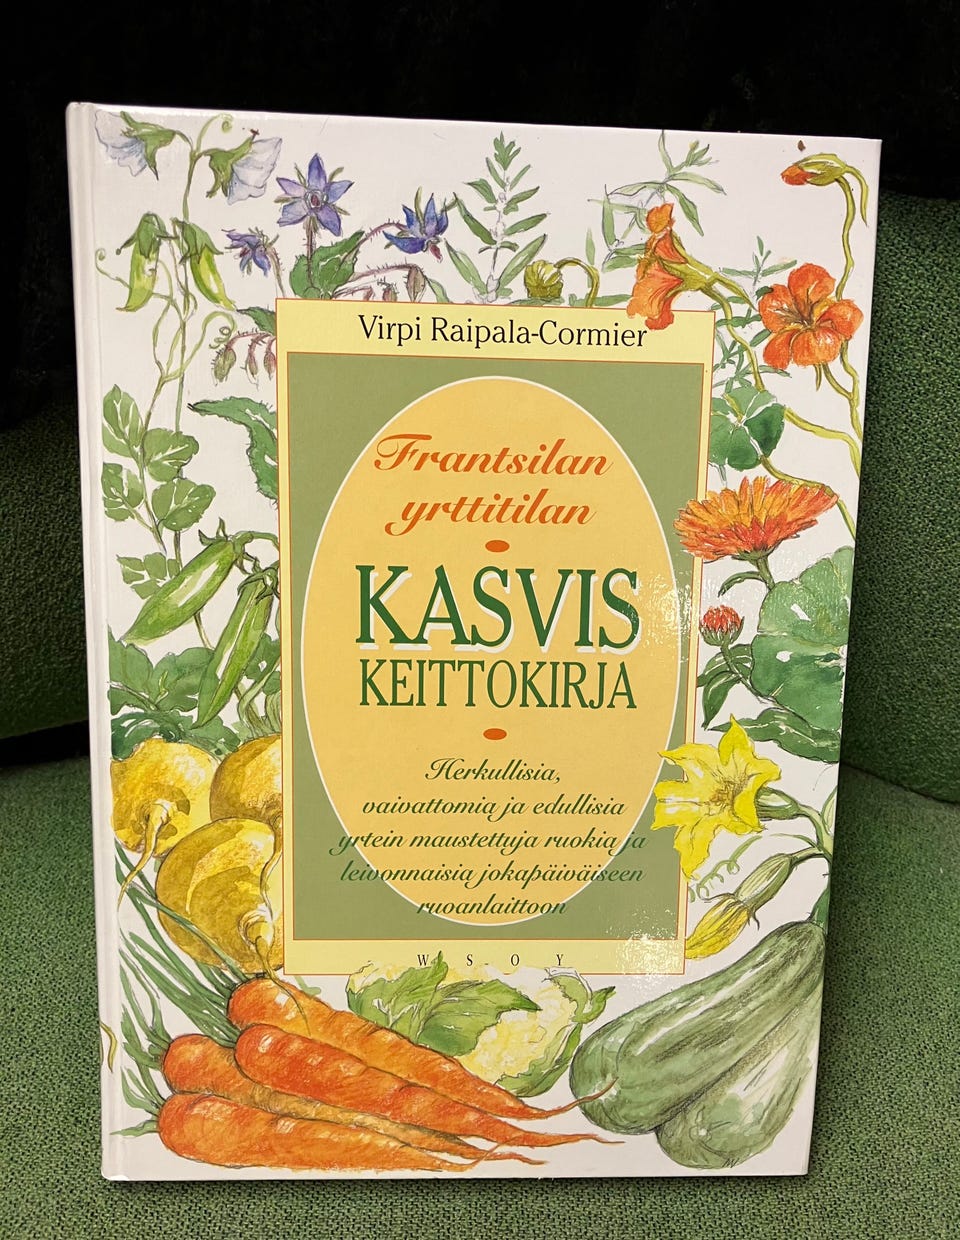 Virpi Raipala-Cormier
Frantsilan
yrttitilan
KASVIS
KEITTOKIRJA
Herkullisia,
vaivattomia ja edullisia
yrtein maustettuja ruokia ja
leivonnaisia jokapäiväiseen
ruoanlaittoon
WSOY